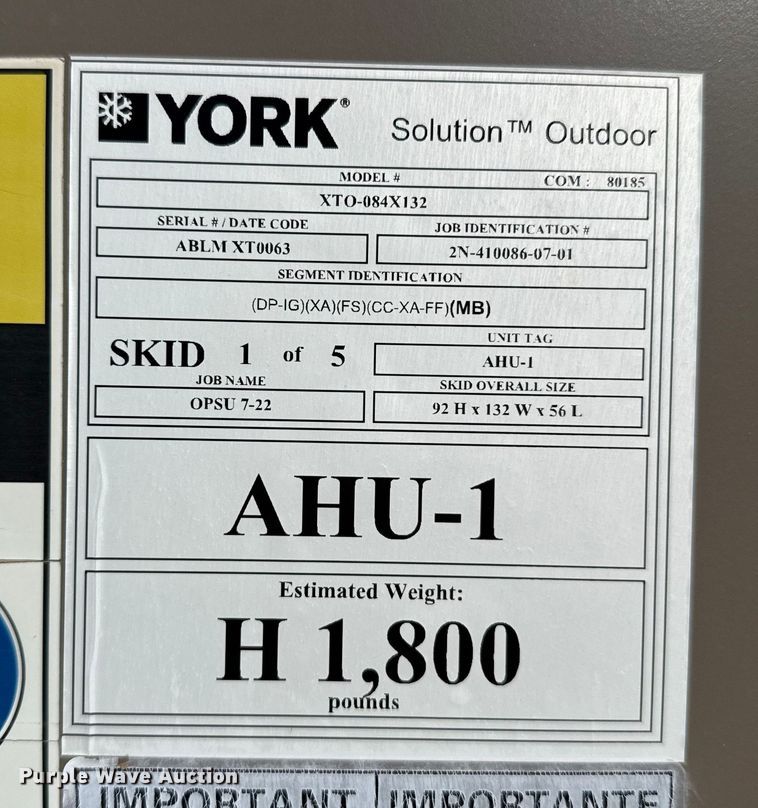 YORK® Solution™ Outdoor
MODEL # COM : 80185
XTO-084X132
SERIAL # / DATE CODE JOB IDENTIFICATION #
ABLM XT0063 2N-410086-07-01
SEGMENT IDENTIFICATION
(DP-IG)(XA)(FS)(CC-XA-FF)(MB)
SKID 1 of 5 UNIT TAG
AHU-1
JOB NAME SKID OVERALL SIZE
OPSU 7-22 92 H x 132 W x 56 L
AHU-1
Estimated Weight:
H 1,800
pounds
Purple Wave Auction
IMPORTANT IMPORTANTE